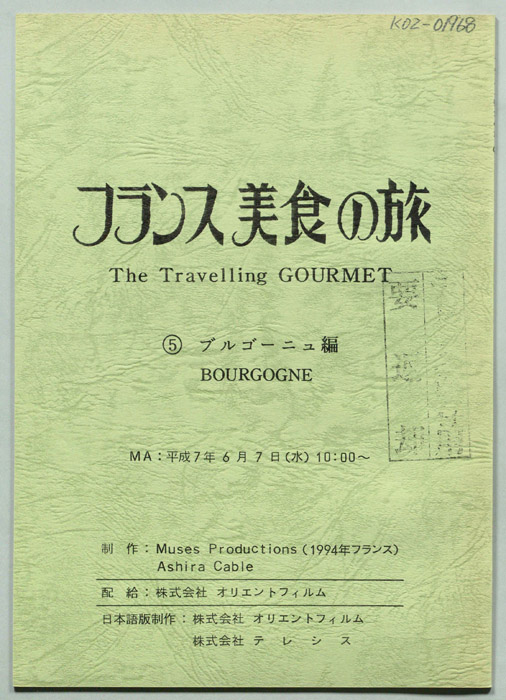 K02-01968
フランス美食の旅
The Travelling GOURMET
⑤ ブルゴーニュ編
BOURGOGNE
要返却
MA：平成7年 6月 7日(水) 10:00～
制 作：Muses Productions (1994年フランス)
Ashira Cable
配 給：株式会社 オリエントフィルム
日本語版制作：株式会社 オリエントフィルム
株式会社 テレシス